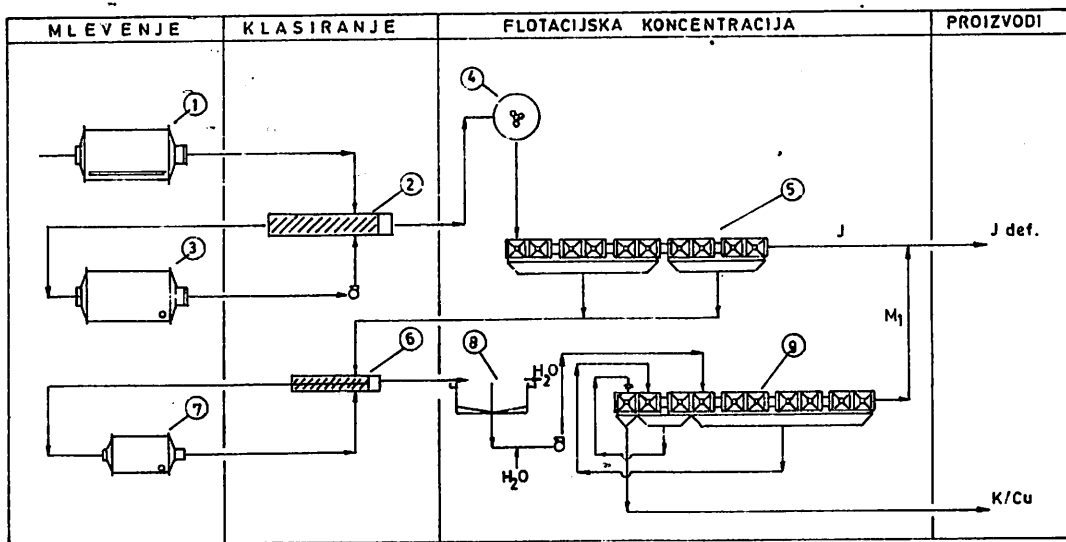 MLEVENJE
KLASIRANJE
FLOTACIJSKA KONCENTRACIJA
PROIZVODI
4
1
2
5
J
J def.
3
M1
6
8
H2O
9
7
H2O
K/Cu